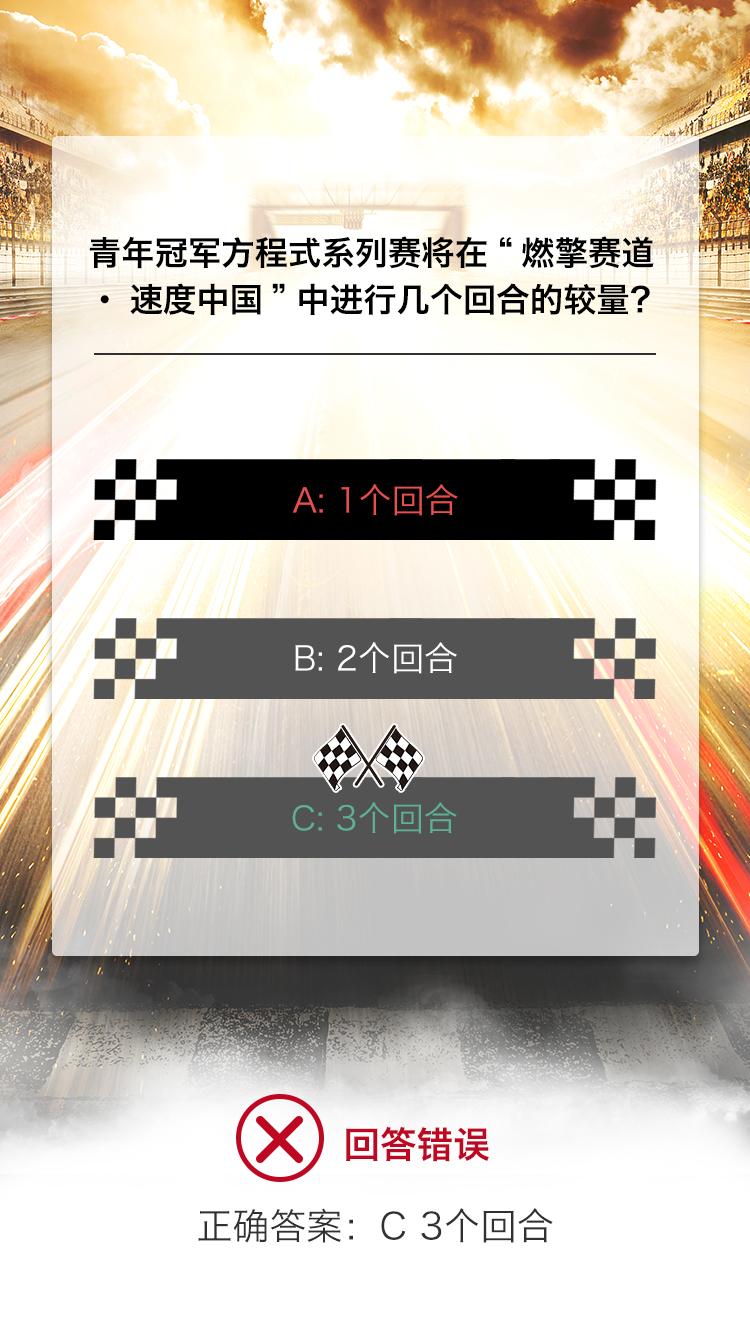 青年冠军方程式系列赛将在“燃擎赛道
· 速度中国”中进行几个回合的较量?
A: 1个回合
B: 2个回合
C: 3个回合
回答错误
正确答案：C 3个回合